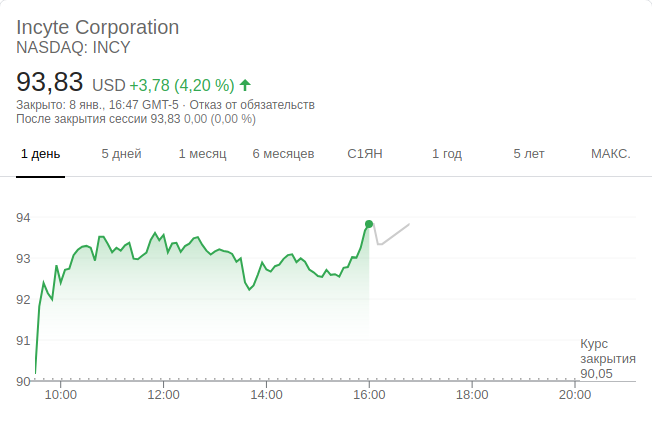 Incyte Corporation
NASDAQ: INCY
93,83 USD +3,78 (4,20 %)
Закрыто: 8 янв., 16:47 GMT-5 · Отказ от обязательств
После закрытия сессии 93,83 0,00 (0,00 %)
1 день 5 дней 1 месяц 6 месяцев С1ЯН 1 год 5 лет МАКС.
94
93
92
91
90
Курс
закрытия
90,05
10:00 12:00 14:00 16:00 18:00 20:00